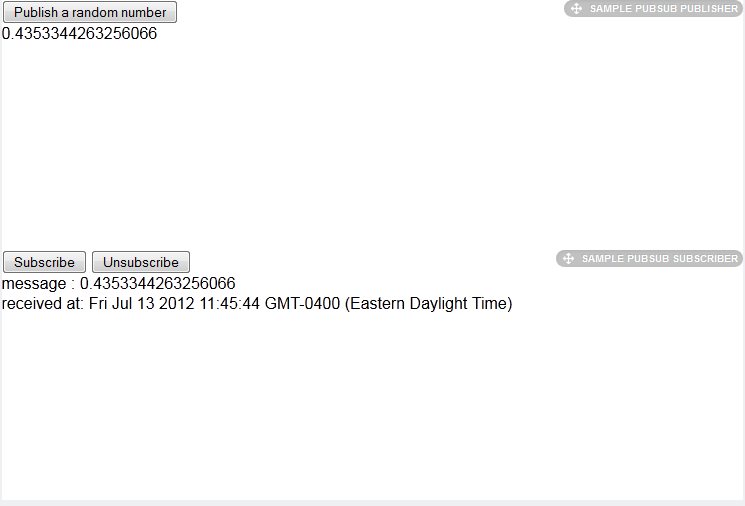 Publish a random number
SAMPLE PUBSUB PUBLISHER
0.4353344263256066
Subscribe Unsubscribe
SAMPLE PUBSUB SUBSCRIBER
message : 0.4353344263256066
received at: Fri Jul 13 2012 11:45:44 GMT-0400 (Eastern Daylight Time)